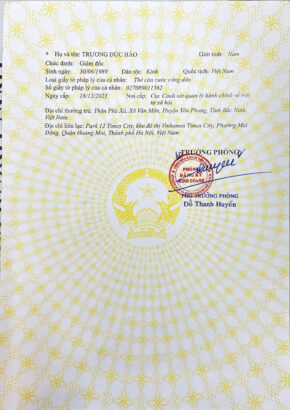 * Họ và tên: TRƯƠNG ĐỨC HẢO Giới tính: Nam
Chức danh: Giám đốc
Sinh ngày: 30/06/1989 Dân tộc: Kinh Quốc tịch: Việt Nam
Loại giấy tờ pháp lý của cá nhân: Thẻ căn cước công dân
Số giấy tờ pháp lý của cá nhân: 027089011562
Ngày cấp: 18/12/2021 Nơi cấp: Cục Cảnh sát quản lý hành chính về trật
tự xã hội
Địa chỉ thường trú: Thôn Phù Xá, Xã Văn Môn, Huyện Yên Phong, Tỉnh Bắc Ninh,
Việt Nam
Địa chỉ liên lạc: Park 12 Times City, khu đô thị Vinhomes Times City, Phường Mai
Động, Quận Hoàng Mai, Thành phố Hà Nội, Việt Nam
TRƯỞNG PHÒNG
PHÒNG
ĐĂNG KÝ
KINH DOANH
PHÓ TRƯỞNG PHÒNG
Đỗ Thanh Huyền